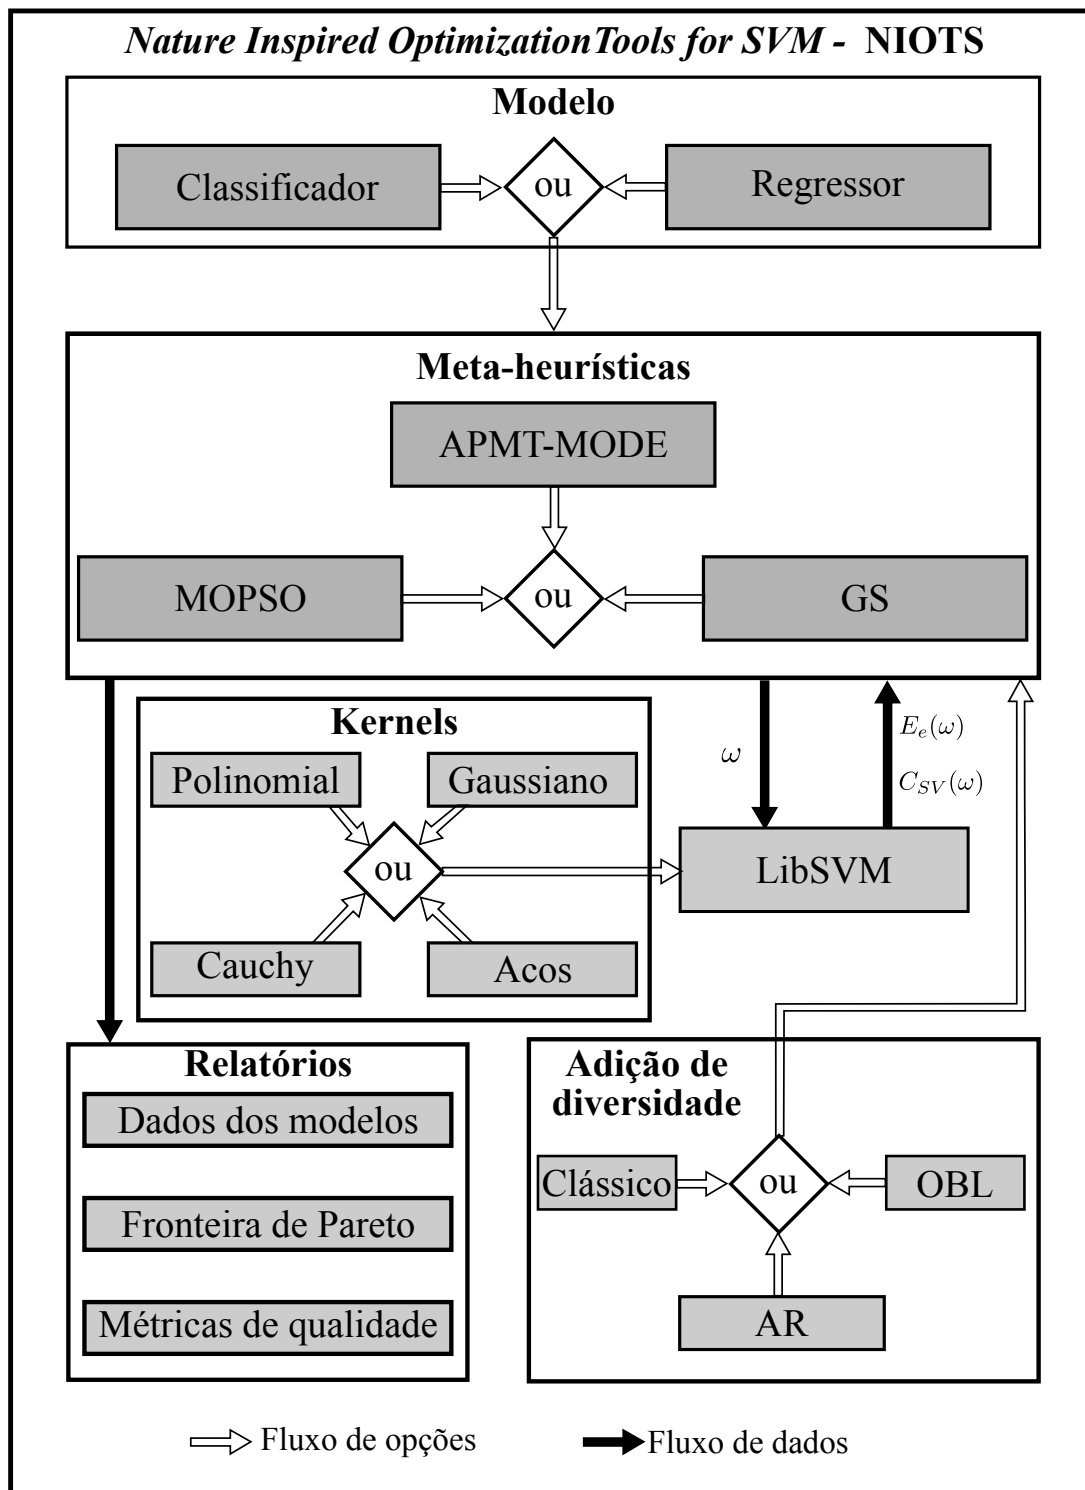 Nature Inspired OptimizationTools for SVM - NIOTS
Modelo
Classificador
ou
Regressor
Meta-heurísticas
APMT-MODE
MOPSO
ou
GS
Kernels
Polinomial
Gaussiano
ou
Cauchy
Acos
ω
E_e(ω)
C_{SV}(ω)
LibSVM
Relatórios
Dados dos modelos
Fronteira de Pareto
Métricas de qualidade
Adição de
diversidade
Clássico
ou
OBL
AR
Fluxo de opções
Fluxo de dados